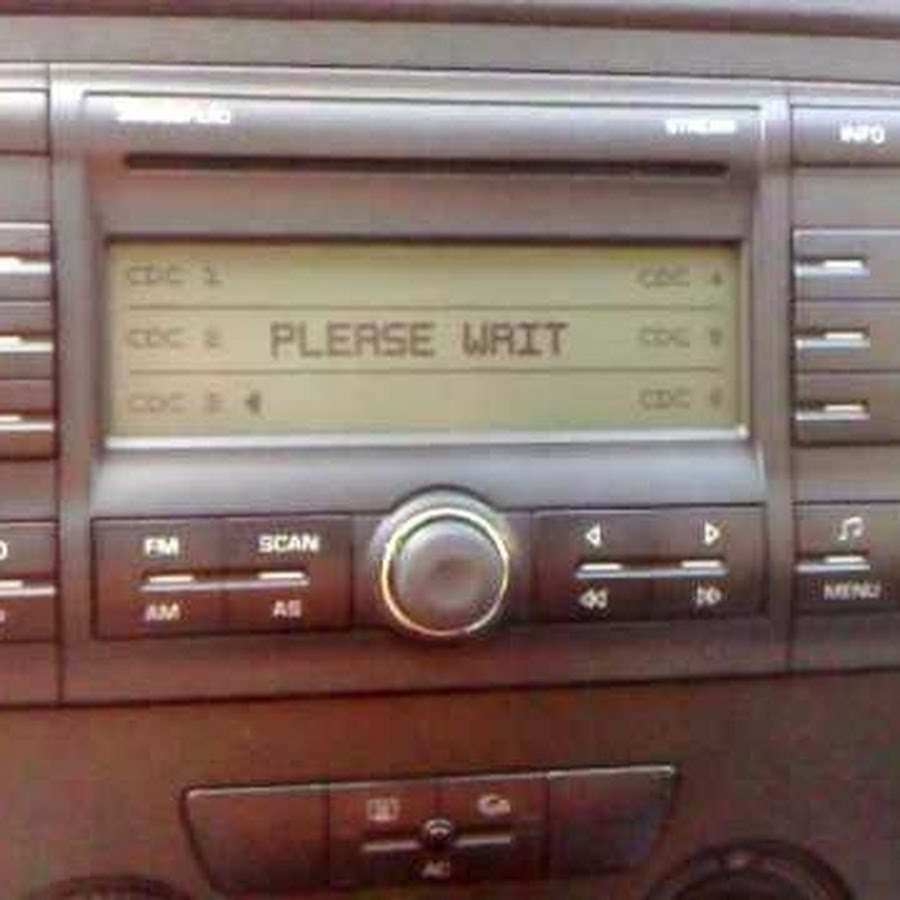 INFO
CDC 1
CDC 4
CDC 2
PLEASE WAIT
CDC 5
CDC 3
CDC 6
FM
SCAN
AM
AS
MENU
AC